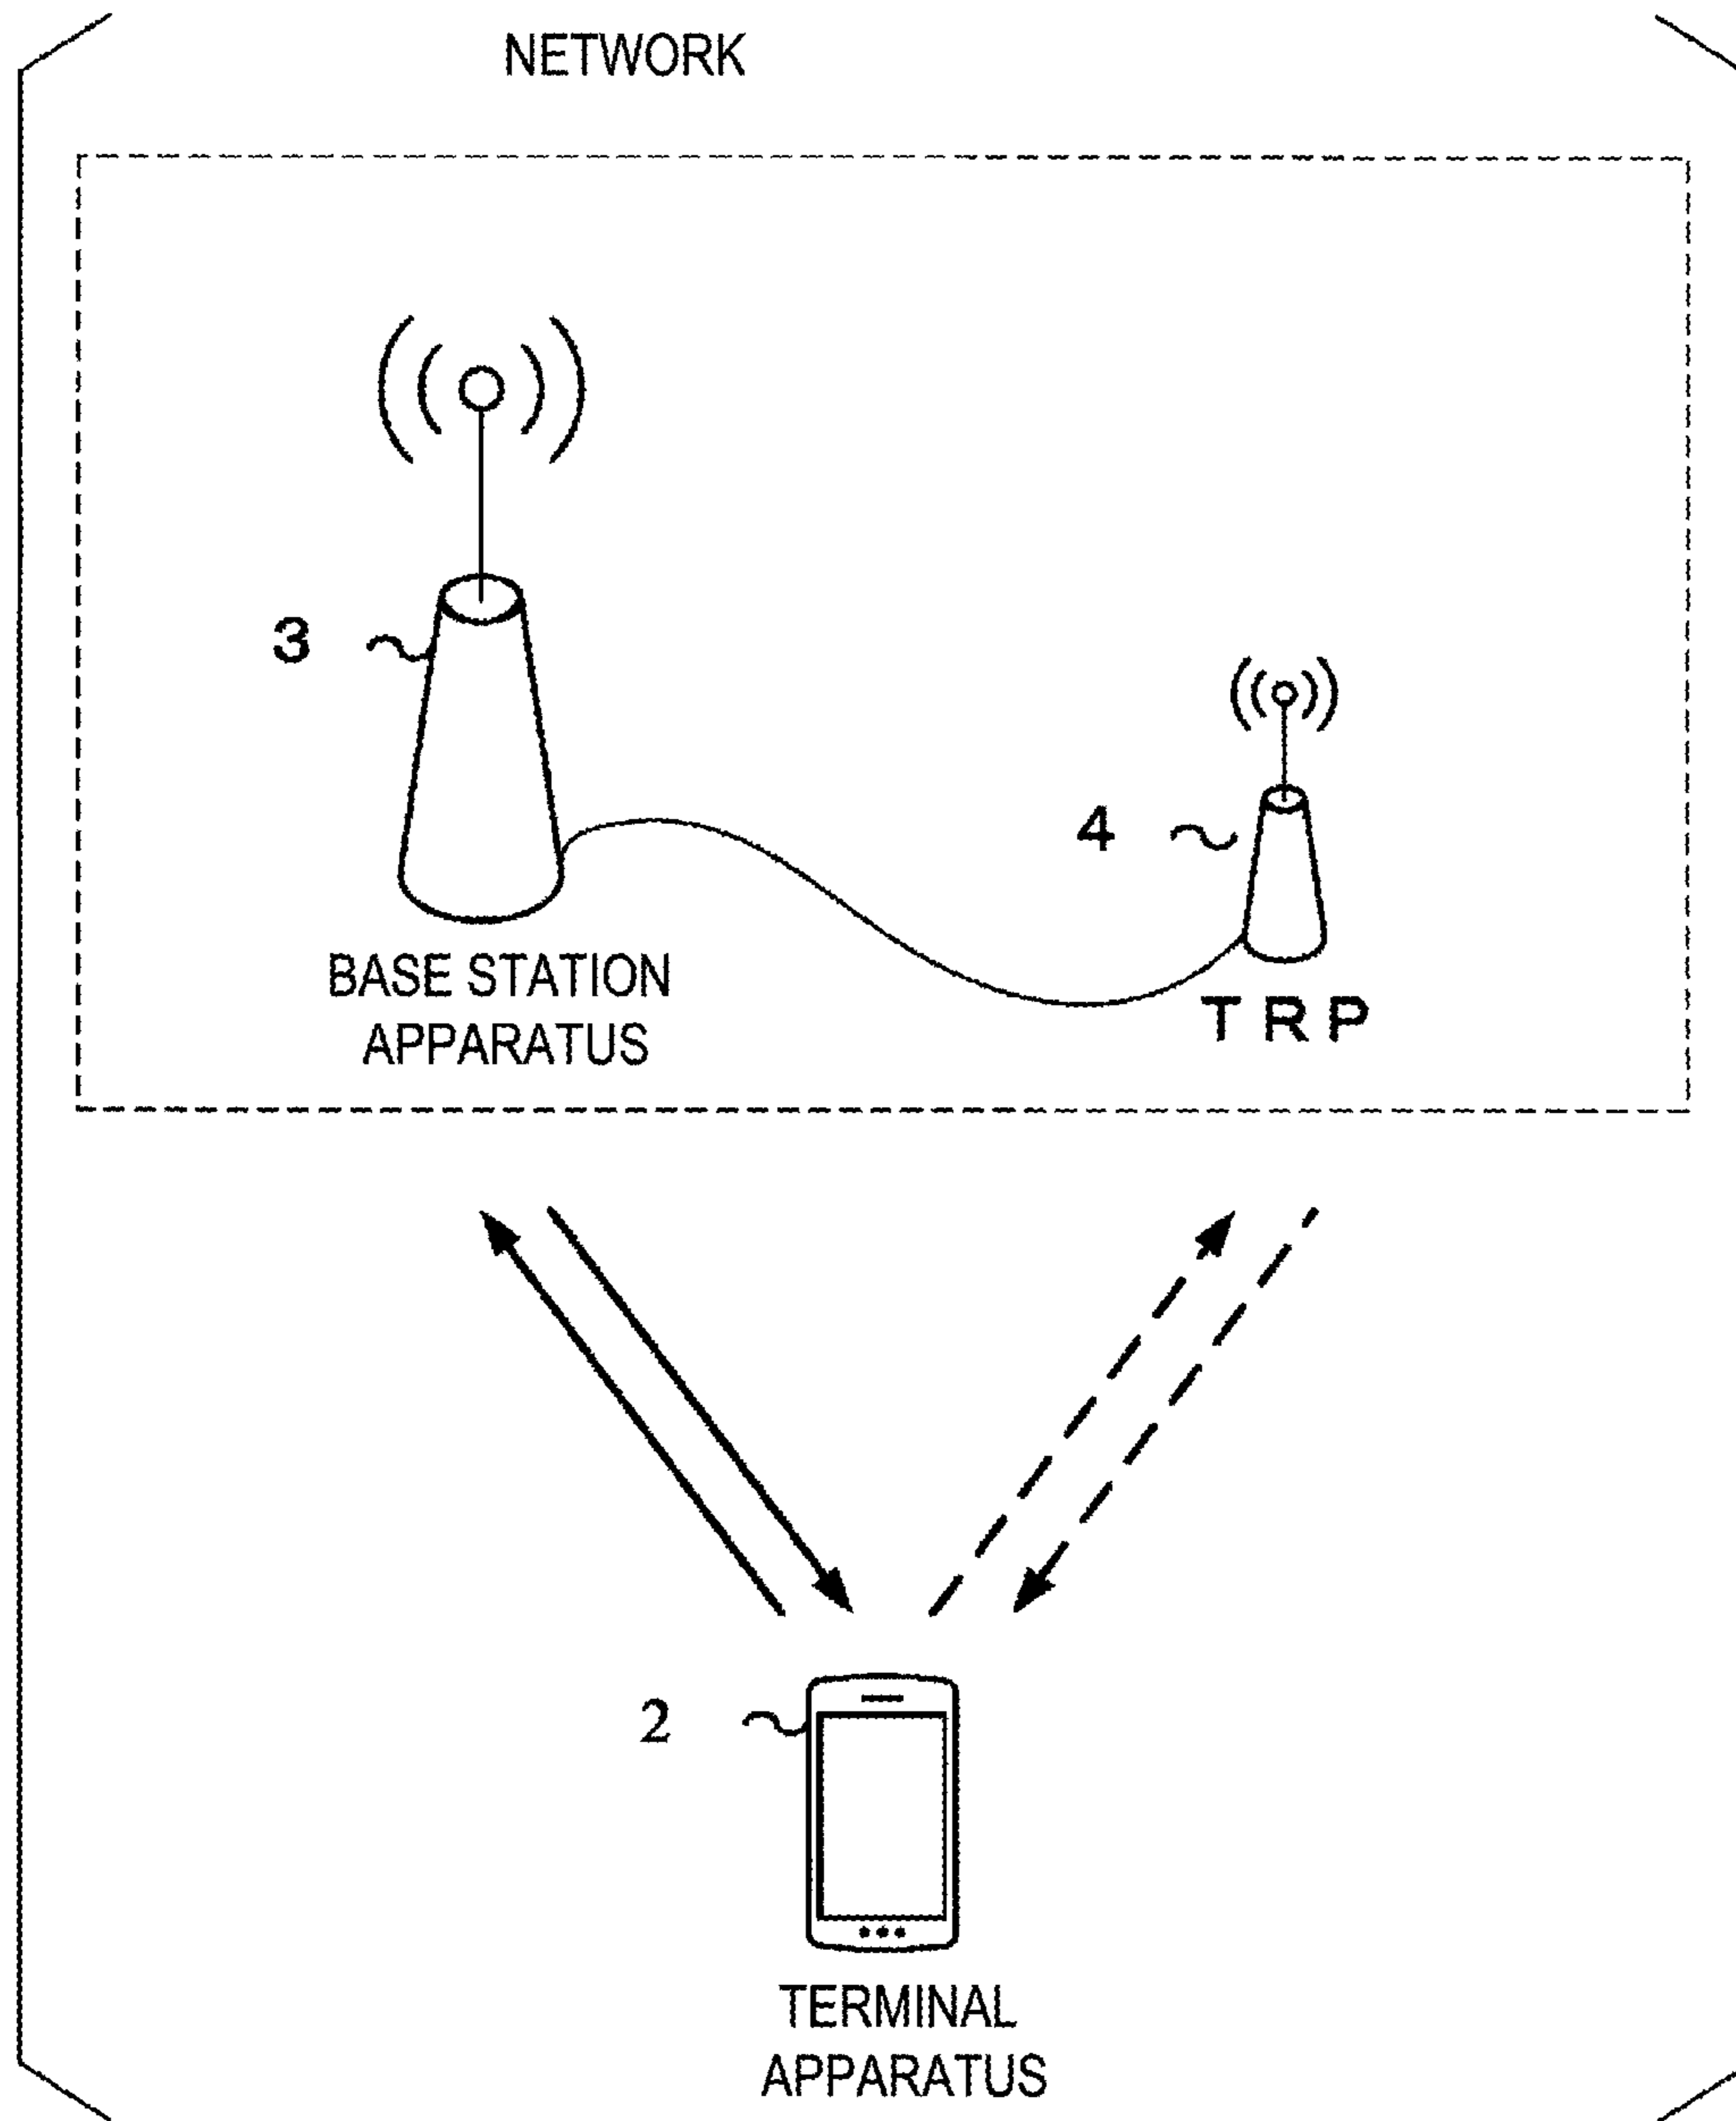 NETWORK
3
4
BASE STATION
APPARATUS
TRP
2
TERMINAL
APPARATUS